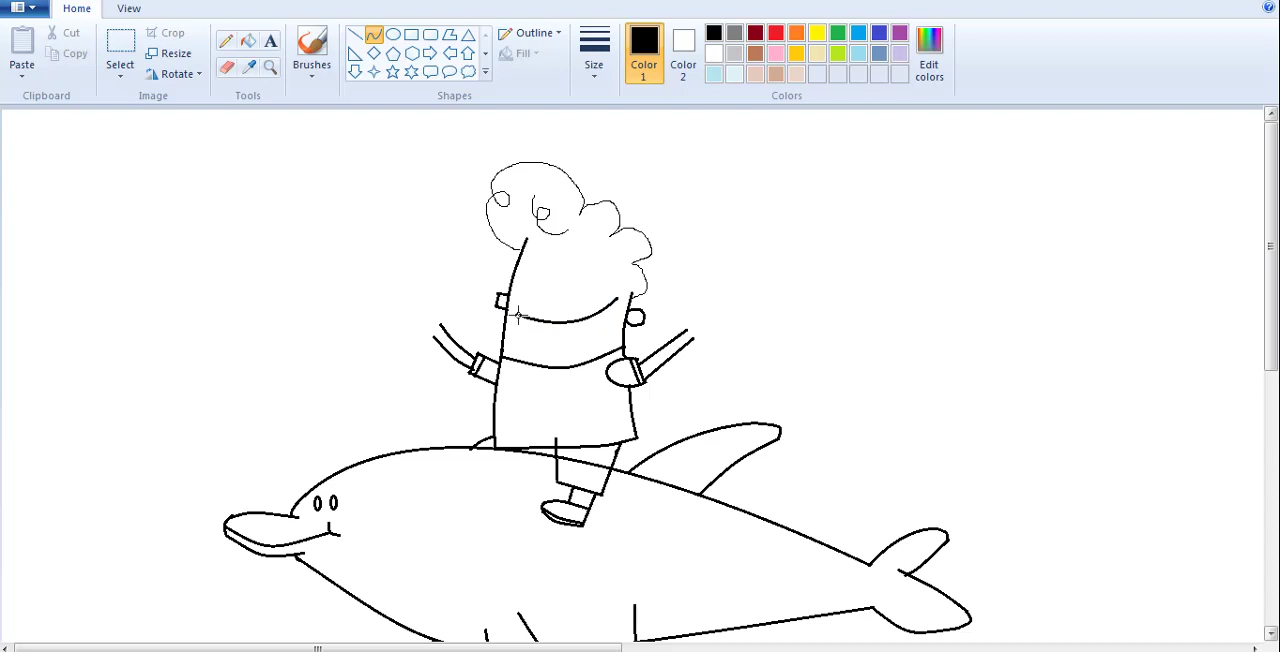 Home View
Cut
Copy
Paste
Crop
Resize
Rotate
Select
A
Brushes
Outline
Fill
Size
Color 1
Color 2
Edit colors
Clipboard Image Tools Shapes Colors